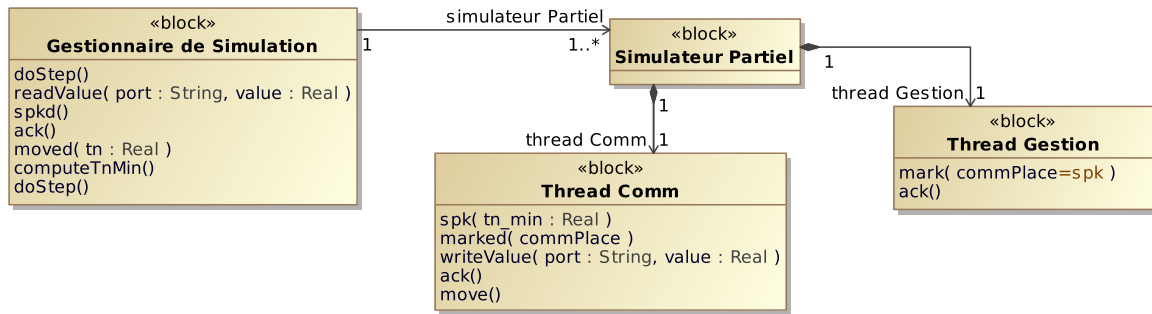 «block»
Gestionnaire de Simulation
doStep()
readValue( port : String, value : Real )
spkd()
ack()
moved( tn : Real )
computeTnMin()
doStep()
1
simulateur Partiel
1..*
«block»
Simulateur Partiel
1
thread Gestion
1
«block»
Thread Gestion
mark( commPlace=spk )
ack()
1
thread Comm
1
«block»
Thread Comm
spk( tn_min : Real )
marked( commPlace )
writeValue( port : String, value : Real )
ack()
move()